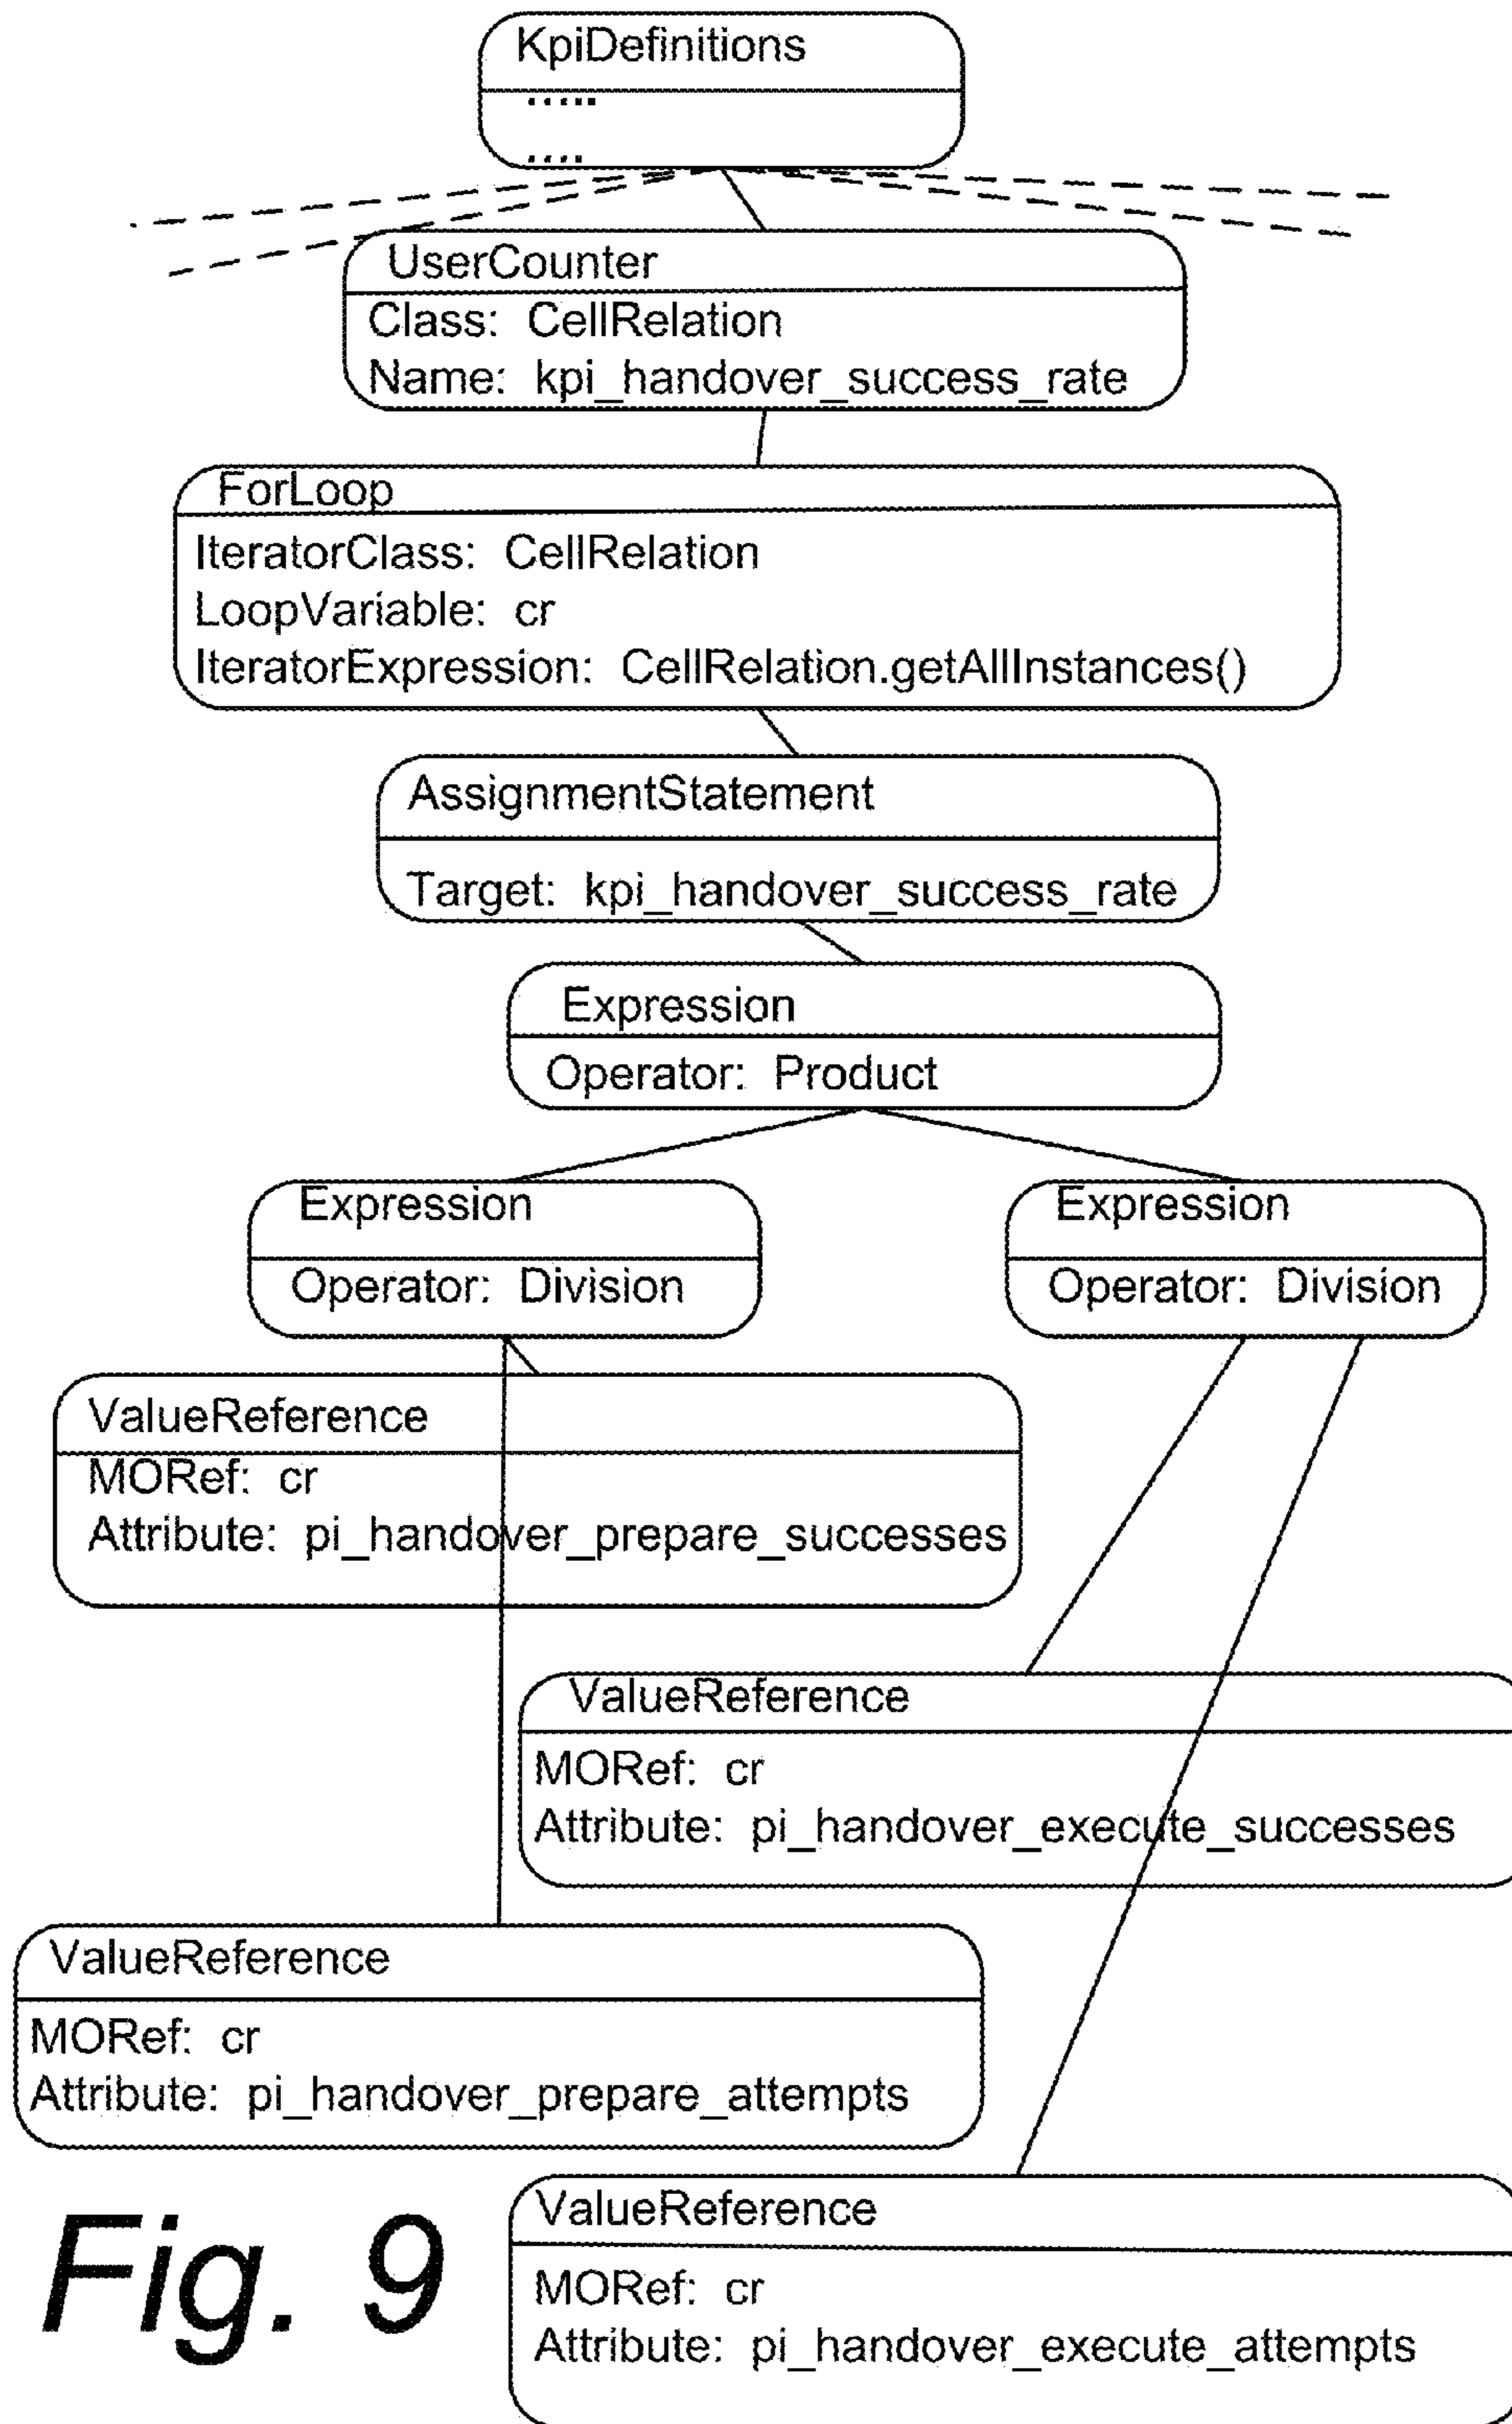 KpiDefinitions
.....
....
UserCounter
Class: CellRelation
Name: kpi_handover_success_rate
ForLoop
IteratorClass: CellRelation
LoopVariable: cr
IteratorExpression: CellRelation.getAllInstances()
AssignmentStatement
Target: kpi_handover_success_rate
Expression
Operator: Product
Expression
Operator: Division
Expression
Operator: Division
ValueReference
MORef: cr
Attribute: pi_handover_prepare_successes
ValueReference
MORef: cr
Attribute: pi_handover_execute_successes
ValueReference
MORef: cr
Attribute: pi_handover_prepare_attempts
ValueReference
MORef: cr
Attribute: pi_handover_execute_attempts
Fig. 9